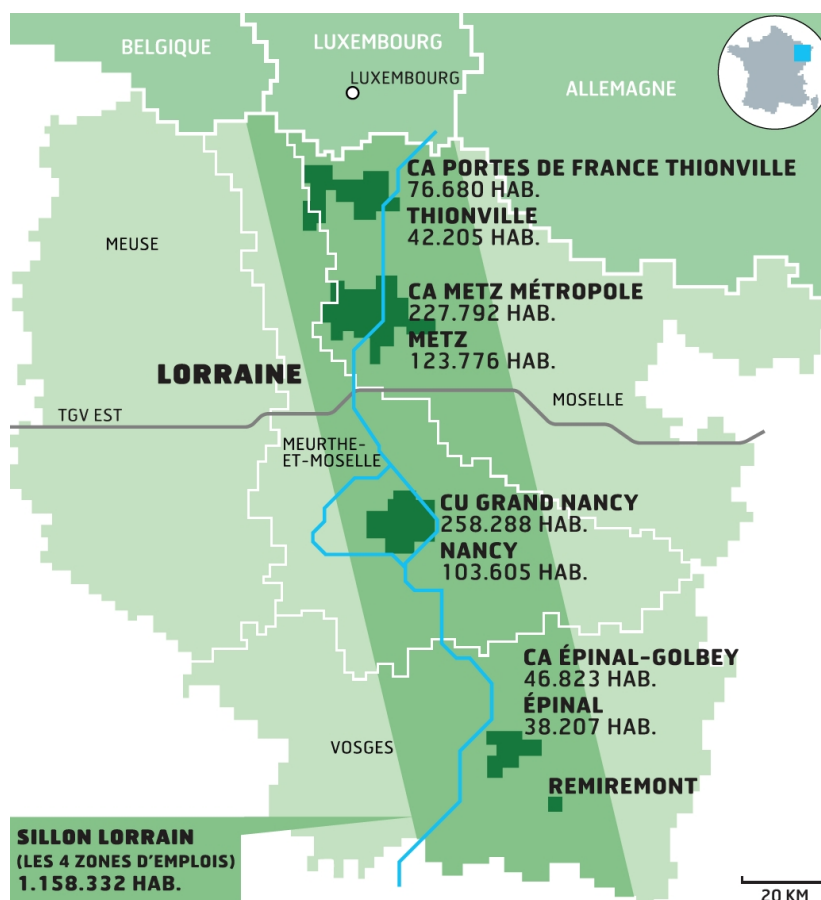 BELGIQUE
LUXEMBOURG
LUXEMBOURG
ALLEMAGNE
CA PORTES DE FRANCE THIONVILLE
76.680 HAB.
THIONVILLE
42.205 HAB.
MEUSE
CA METZ MÉTROPOLE
227.792 HAB.
METZ
123.776 HAB.
LORRAINE
MOSELLE
TGV EST
MEURTHE-
ET-MOSELLE
CU GRAND NANCY
258.288 HAB.
NANCY
103.605 HAB.
CA ÉPINAL-GOLBEY
46.823 HAB.
ÉPINAL
38.207 HAB.
VOSGES
REMIREMONT
SILLON LORRAIN
(LES 4 ZONES D'EMPLOIS)
1.158.332 HAB.
20 KM